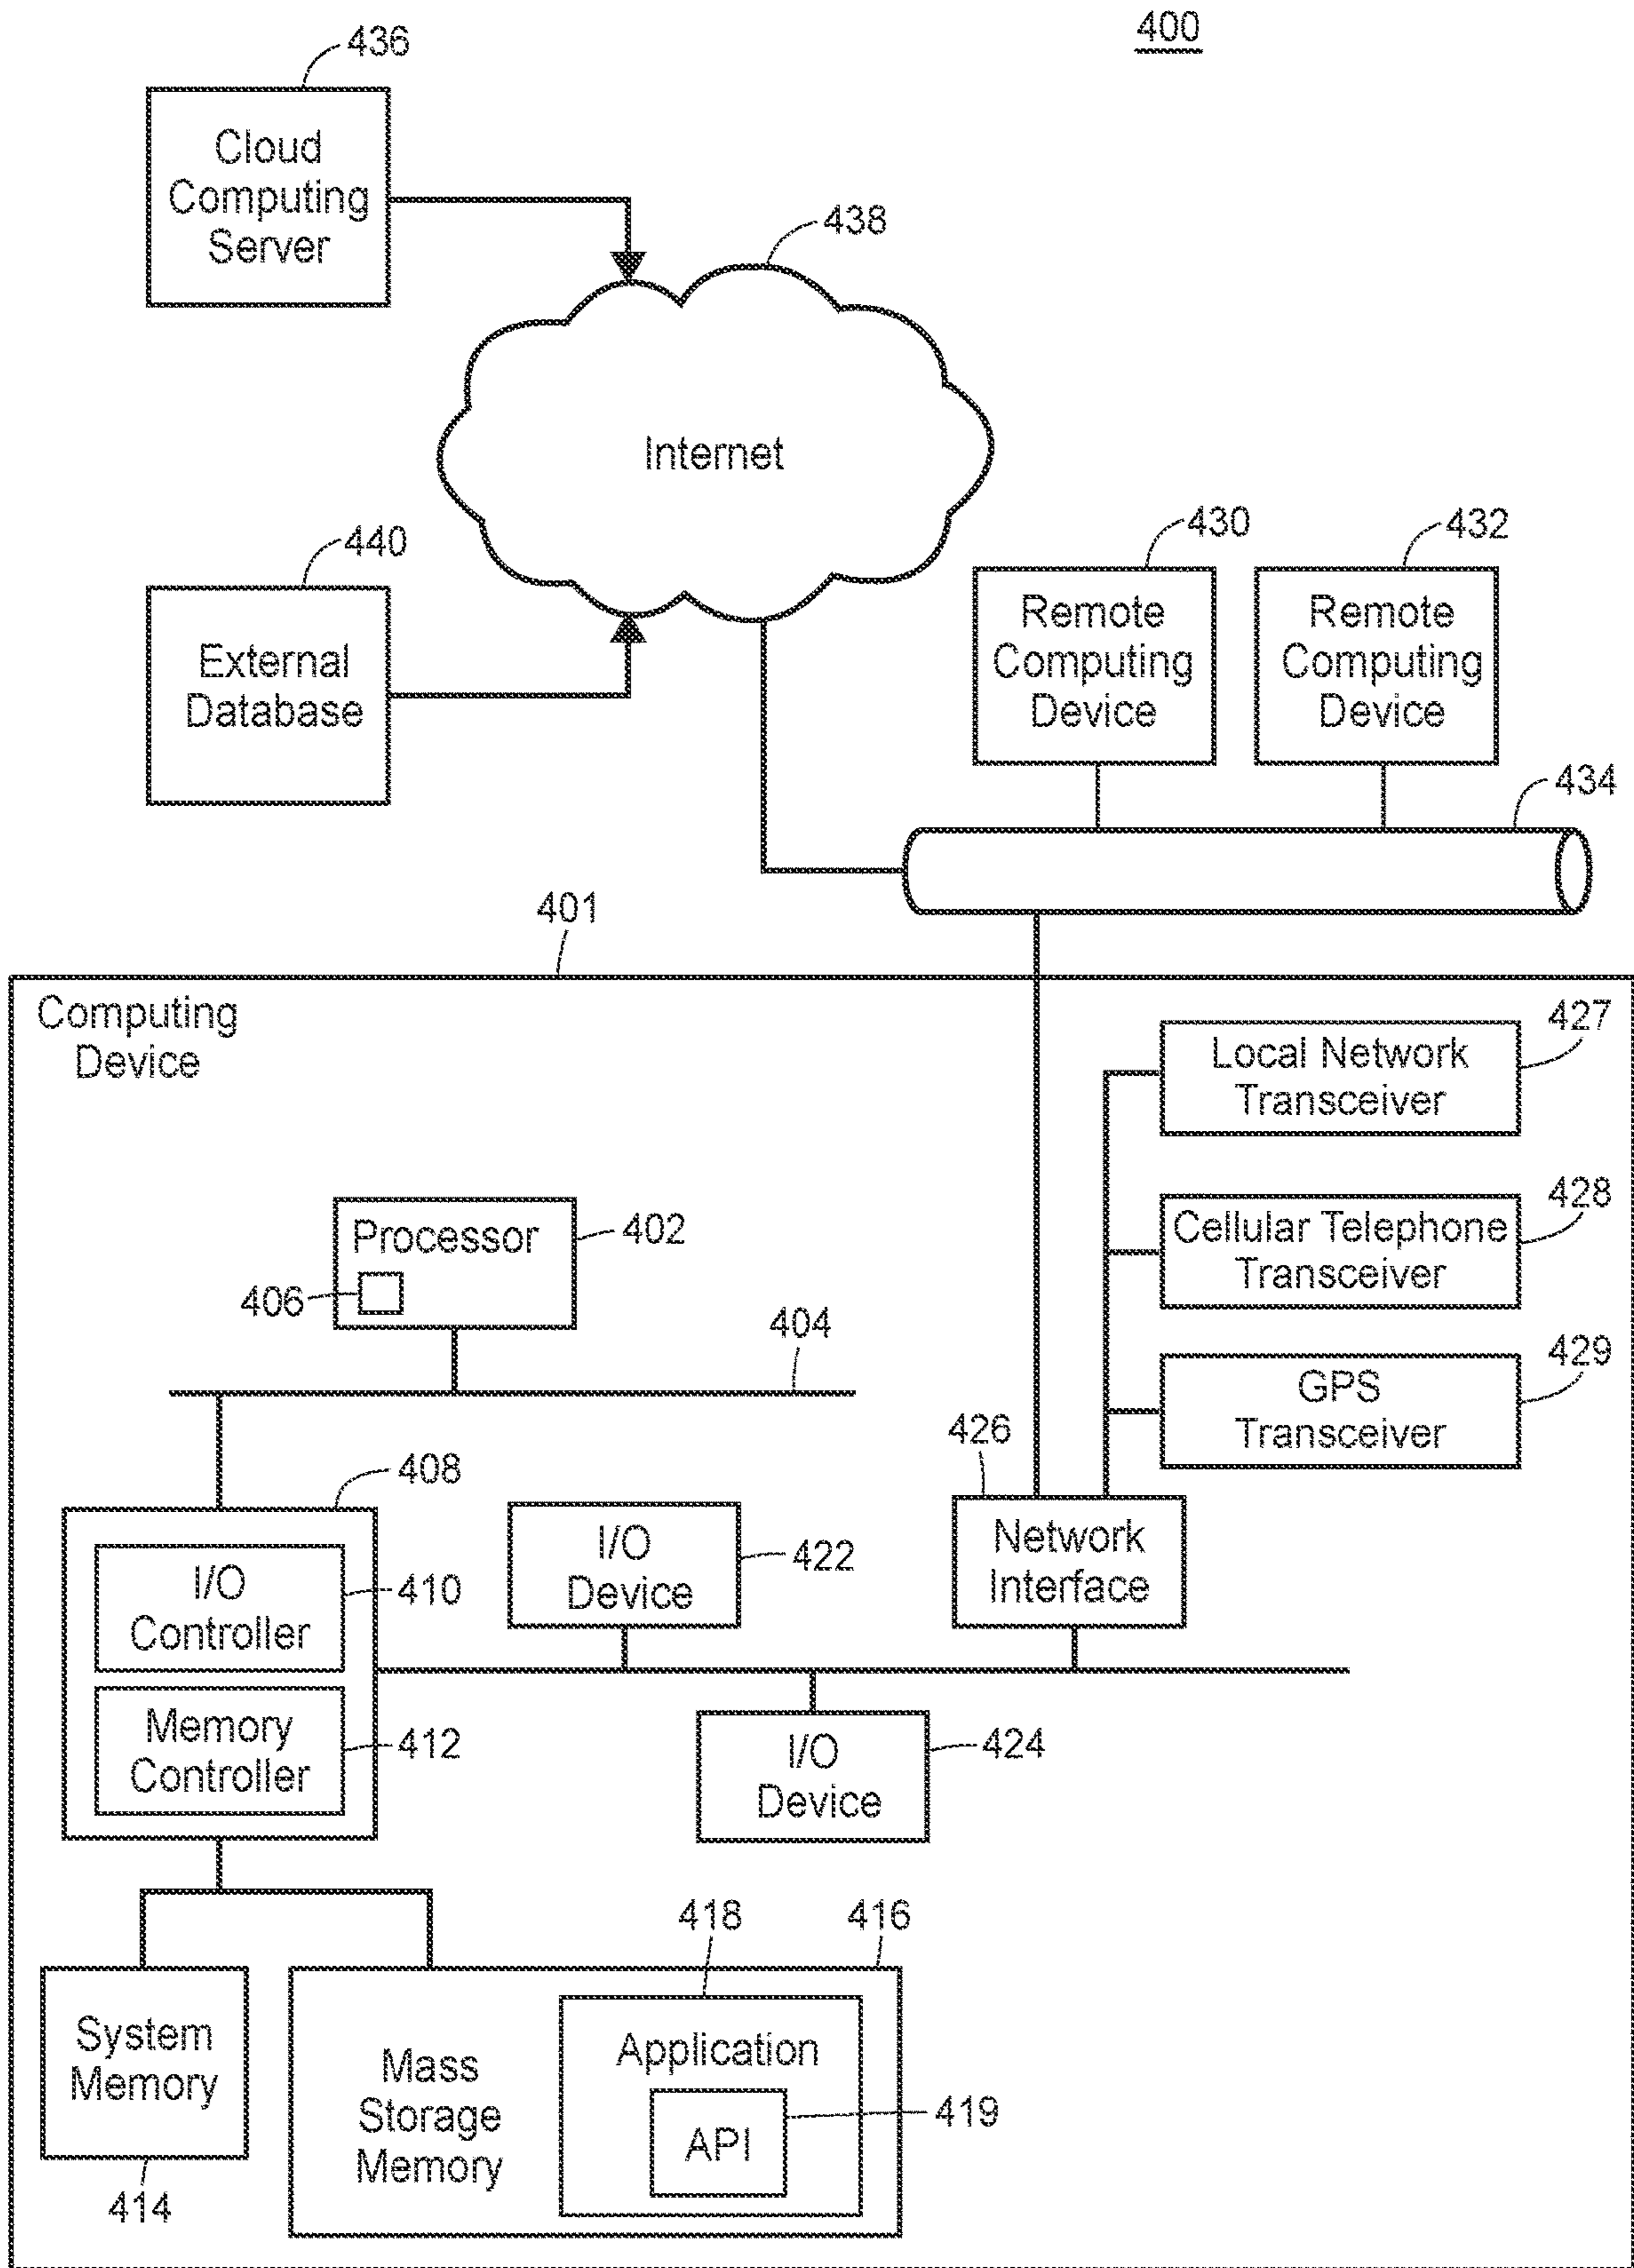 400
436
Cloud
Computing
Server
438
Internet
440
External
Database
430
432
Remote
Computing
Device
Remote
Computing
Device
434
401
Computing
Device
427
Local Network
Transceiver
428
Cellular Telephone
Transceiver
429
GPS
Transceiver
Processor
402
406
404
426
Network
Interface
408
I/O
Controller
410
Memory
Controller
412
I/O
Device
422
I/O
Device
424
418
416
System
Memory
414
Mass
Storage
Memory
Application
API
419